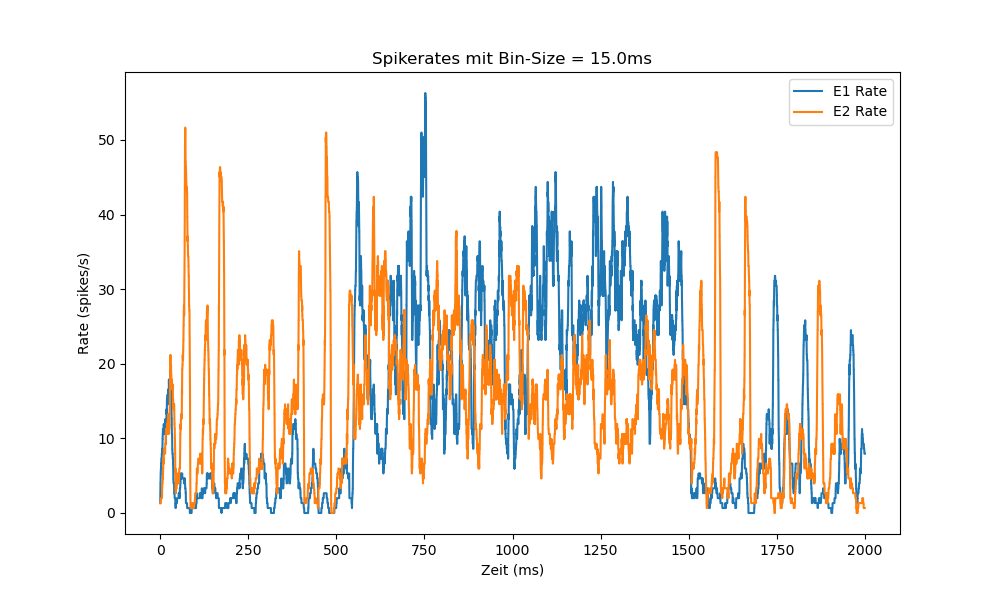 Spikerates mit Bin-Size = 15.0ms
E1 Rate
E2 Rate
Rate (spikes/s)
50
40
30
20
10
0
0 250 500 750 1000 1250 1500 1750 2000
Zeit (ms)